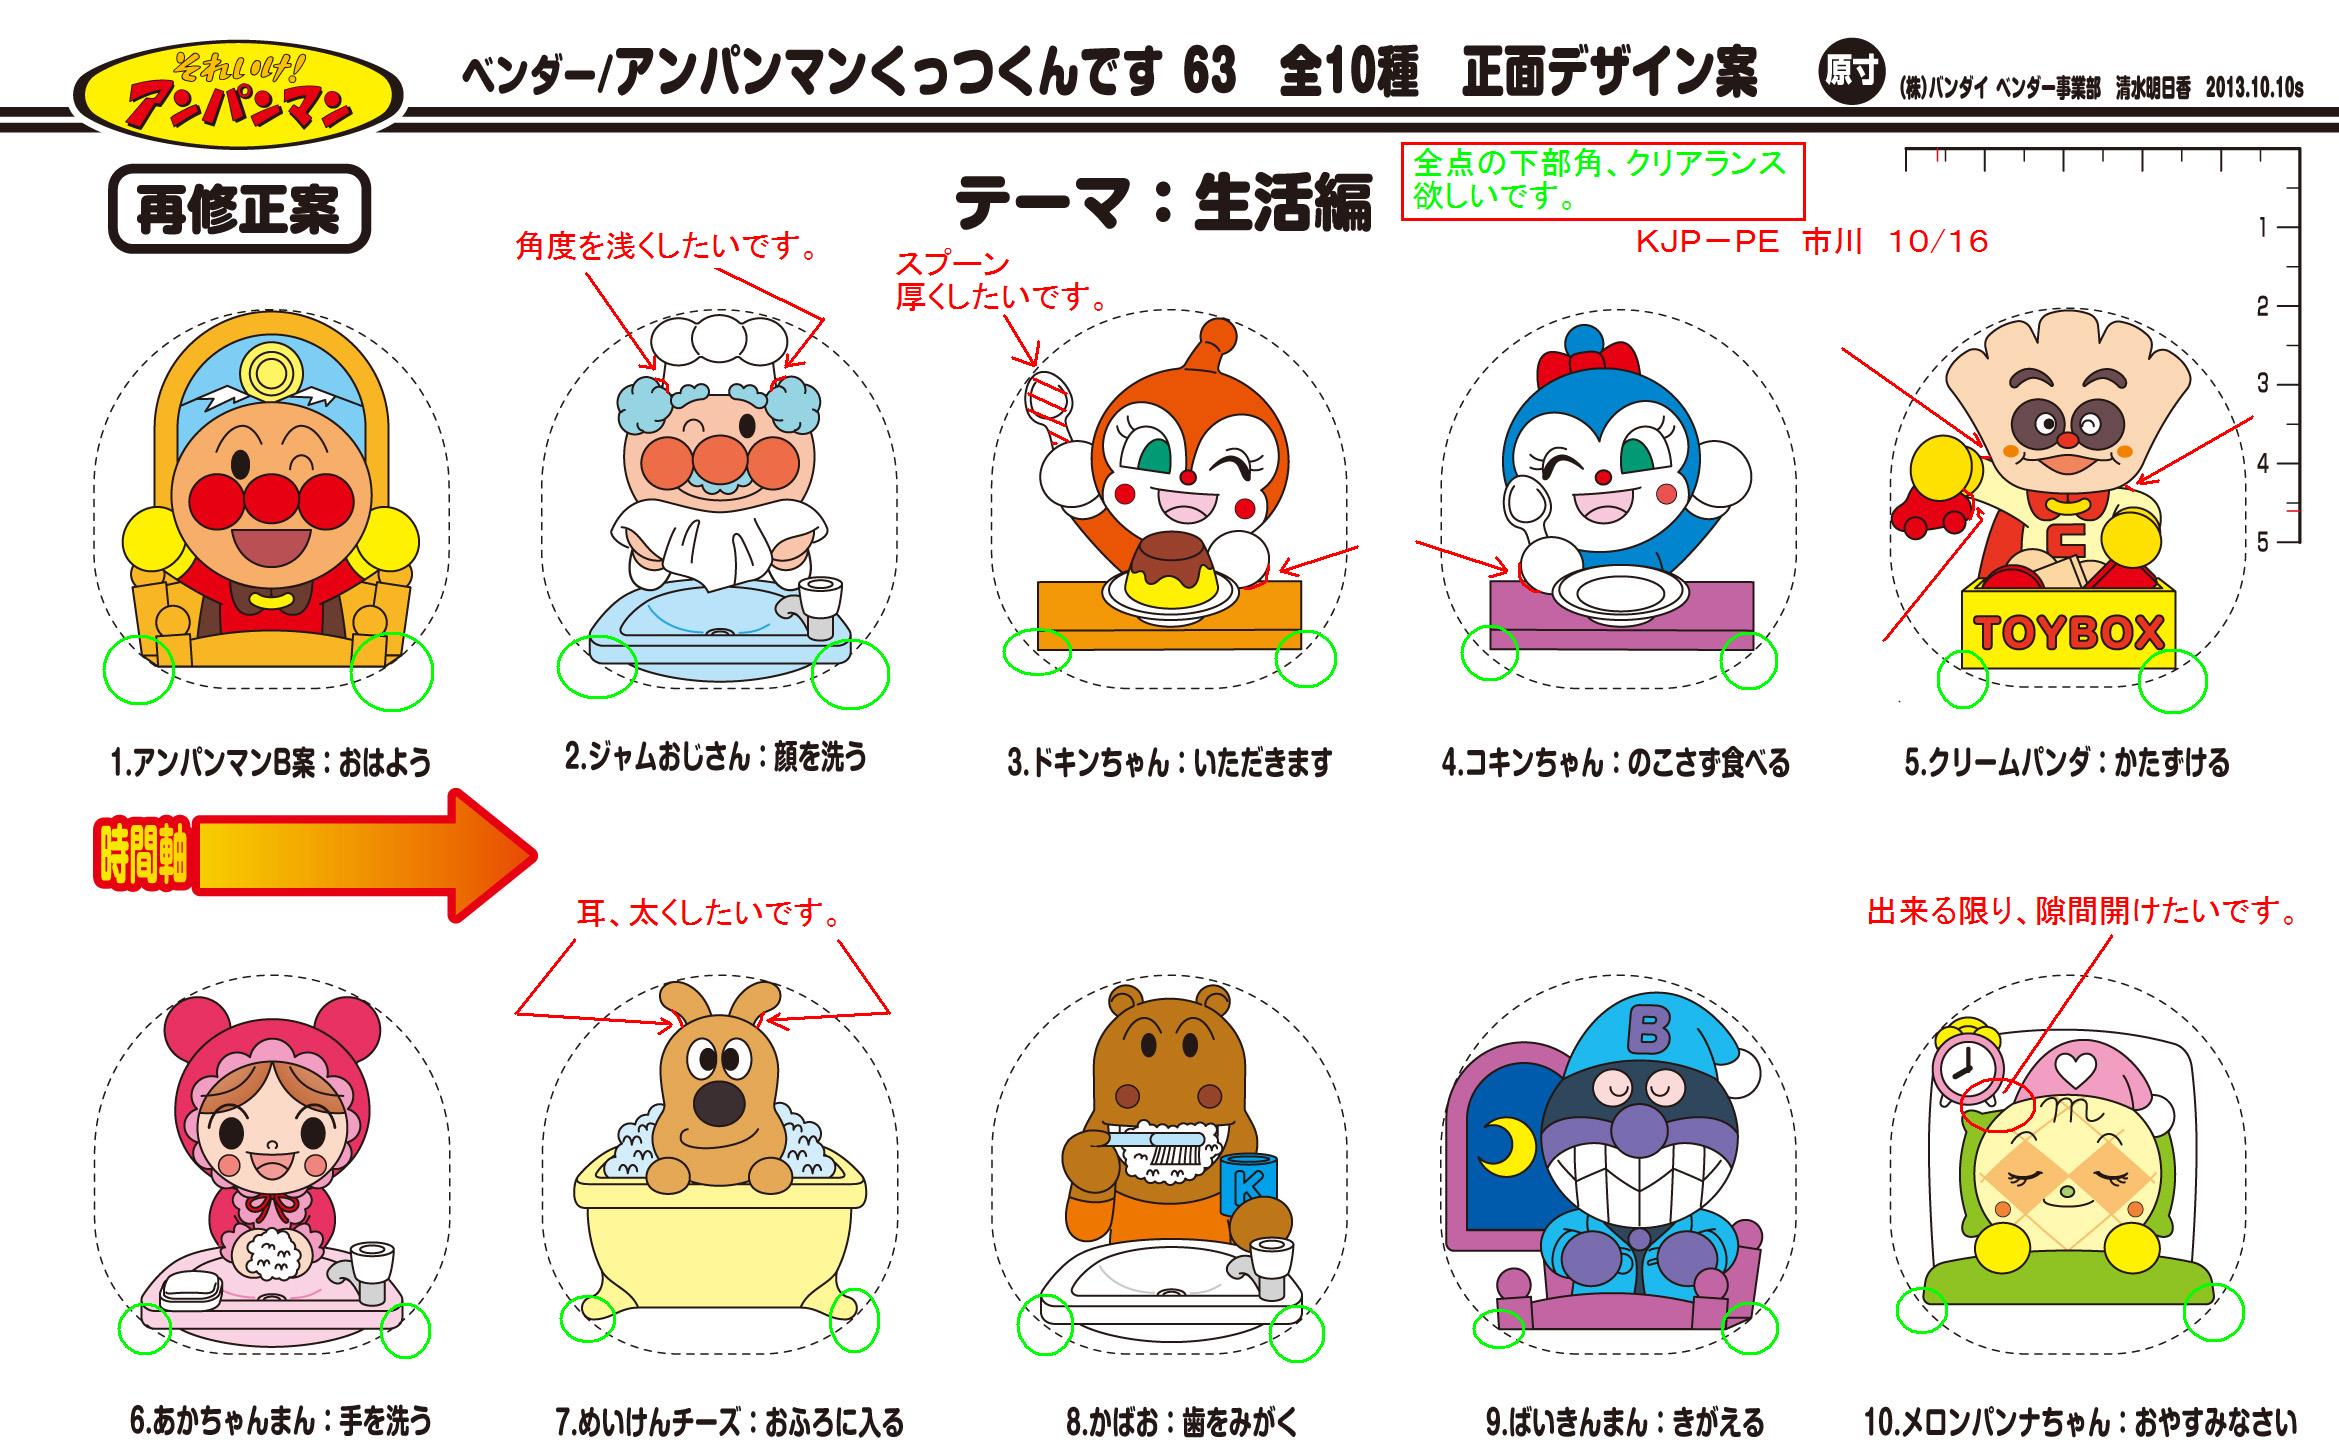 それいけ!
アンパンマン
ベンダー/アンパンマンくっつくんです 63 全10種 正面デザイン案
原寸
(株)バンダイ ベンダー事業部 清水明日香 2013.10.10s
再修正案
テーマ：生活編
全点の下部角、クリアランス
欲しいです。
KJP－PE 市川 10/16
角度を浅くしたいです。
スプーン
厚くしたいです。
1
2
3
4
5
C
TOYBOX
1.アンパンマンB案：おはよう
2.ジャムおじさん：顔を洗う
3.ドキンちゃん：いただきます
4.コキンちゃん：のこさず食べる
5.クリームパンダ：かたずける
時間軸
耳、太くしたいです。
出来る限り、隙間開けたいです。
B
m
K
6.あかちゃんまん：手を洗う
7.めいけんチーズ：おふろに入る
8.かばお：歯をみがく
9.ばいきんまん：きがえる
10.メロンパンナちゃん：おやすみなさい